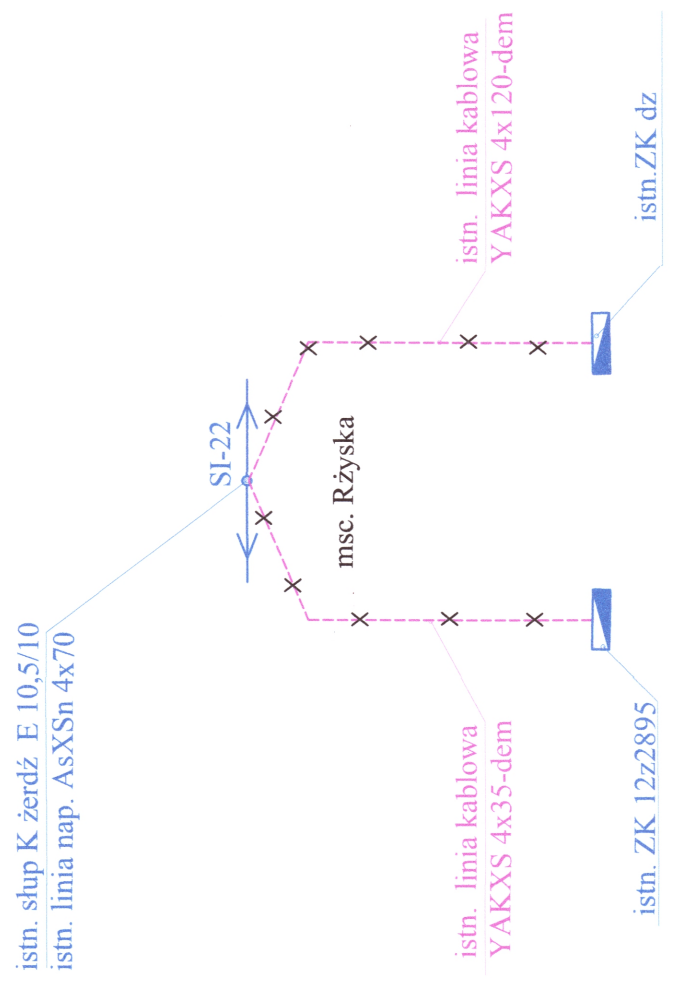 istn. słup K żerdź E 10,5/10
istn. linia nap. AsXSn 4x70
SI-22
msc. Rżyska
istn. linia kablowa
YAKXS 4x35-dem
istn. linia kablowa
YAKXS 4x120-dem
istn. ZK 12z2895
istn.ZK dz